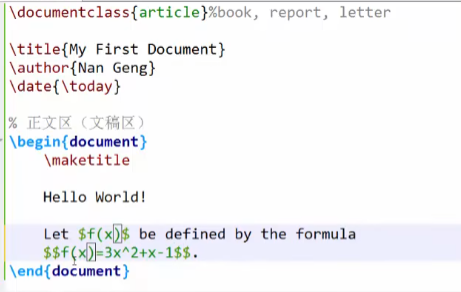 \documentclass{article}%book, report, letter
\title{My First Document}
\author{Nan Geng}
\date{\today}
% 正文区（文稿区）
\begin{document}
\maketitle
Hello World!
Let $f(x)$ be defined by the formula
$$f(x)=3x^2+x-1$$.
\end{document}